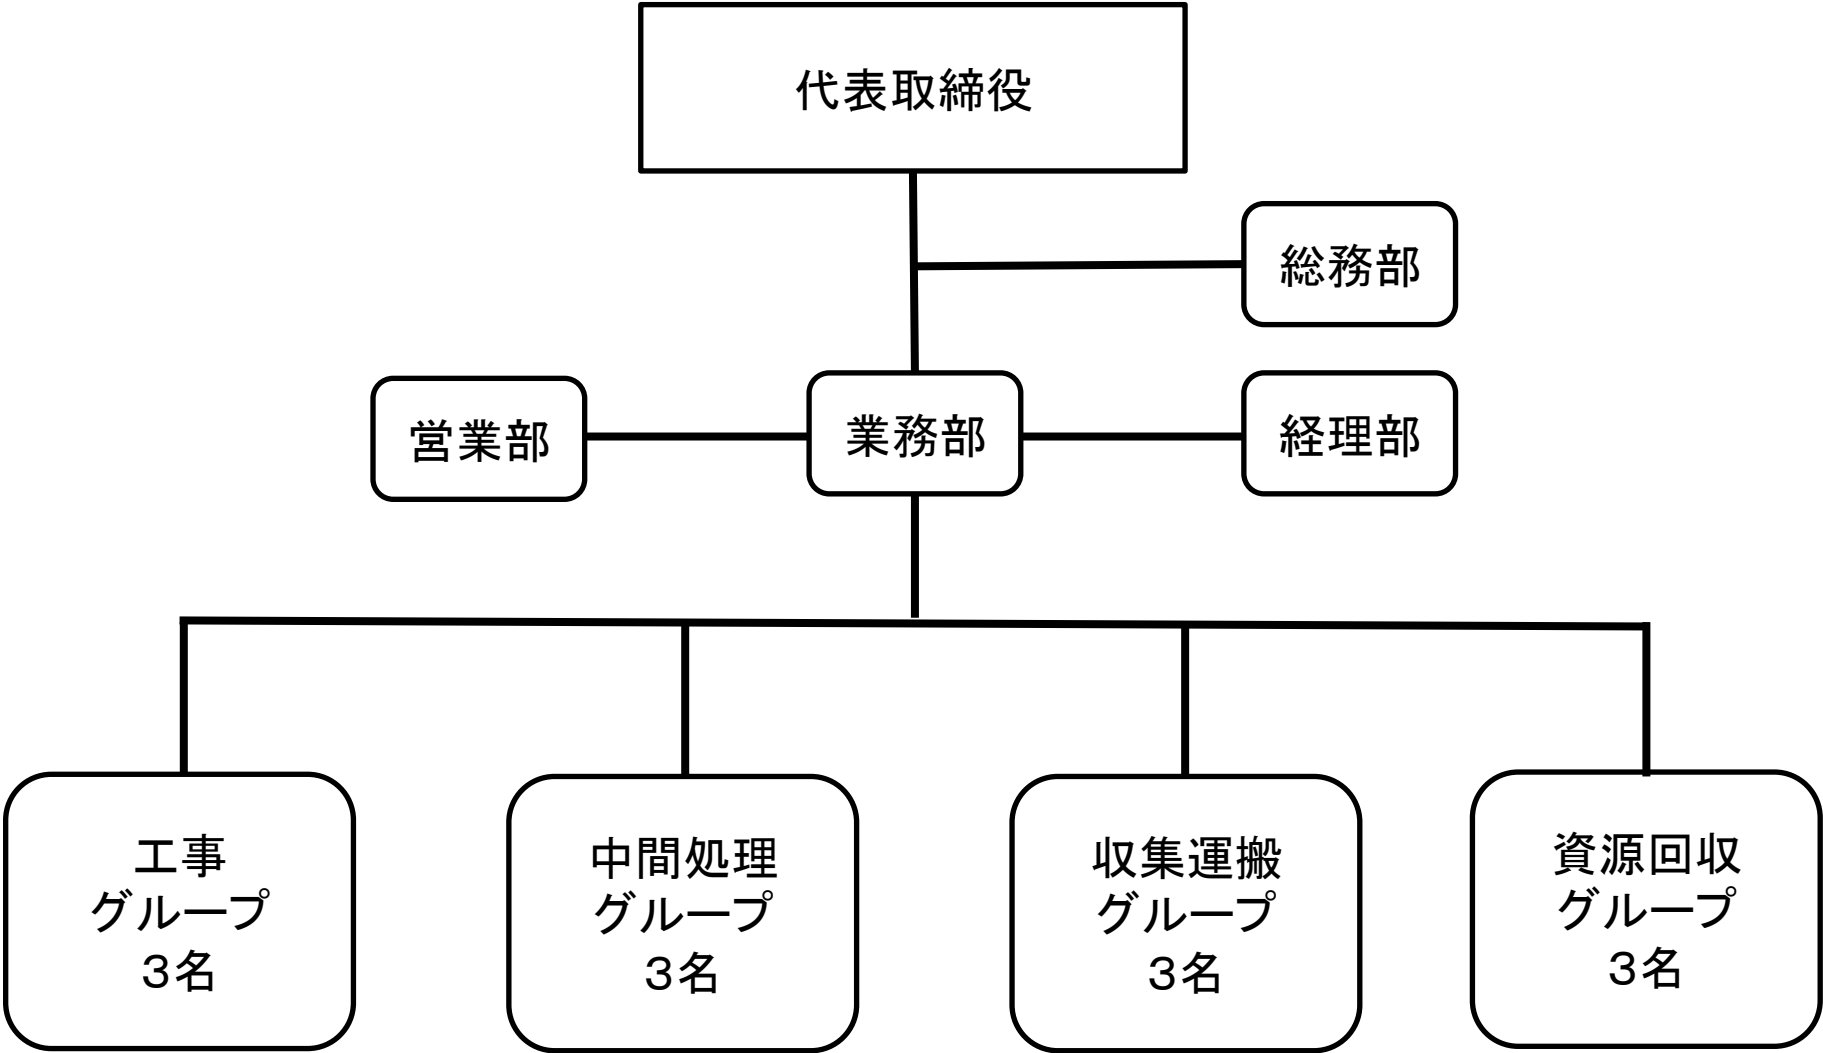 代表取締役
総務部
営業部
業務部
経理部
工事
グループ
３名
中間処理
グループ
３名
収集運搬
グループ
３名
資源回収
グループ
３名